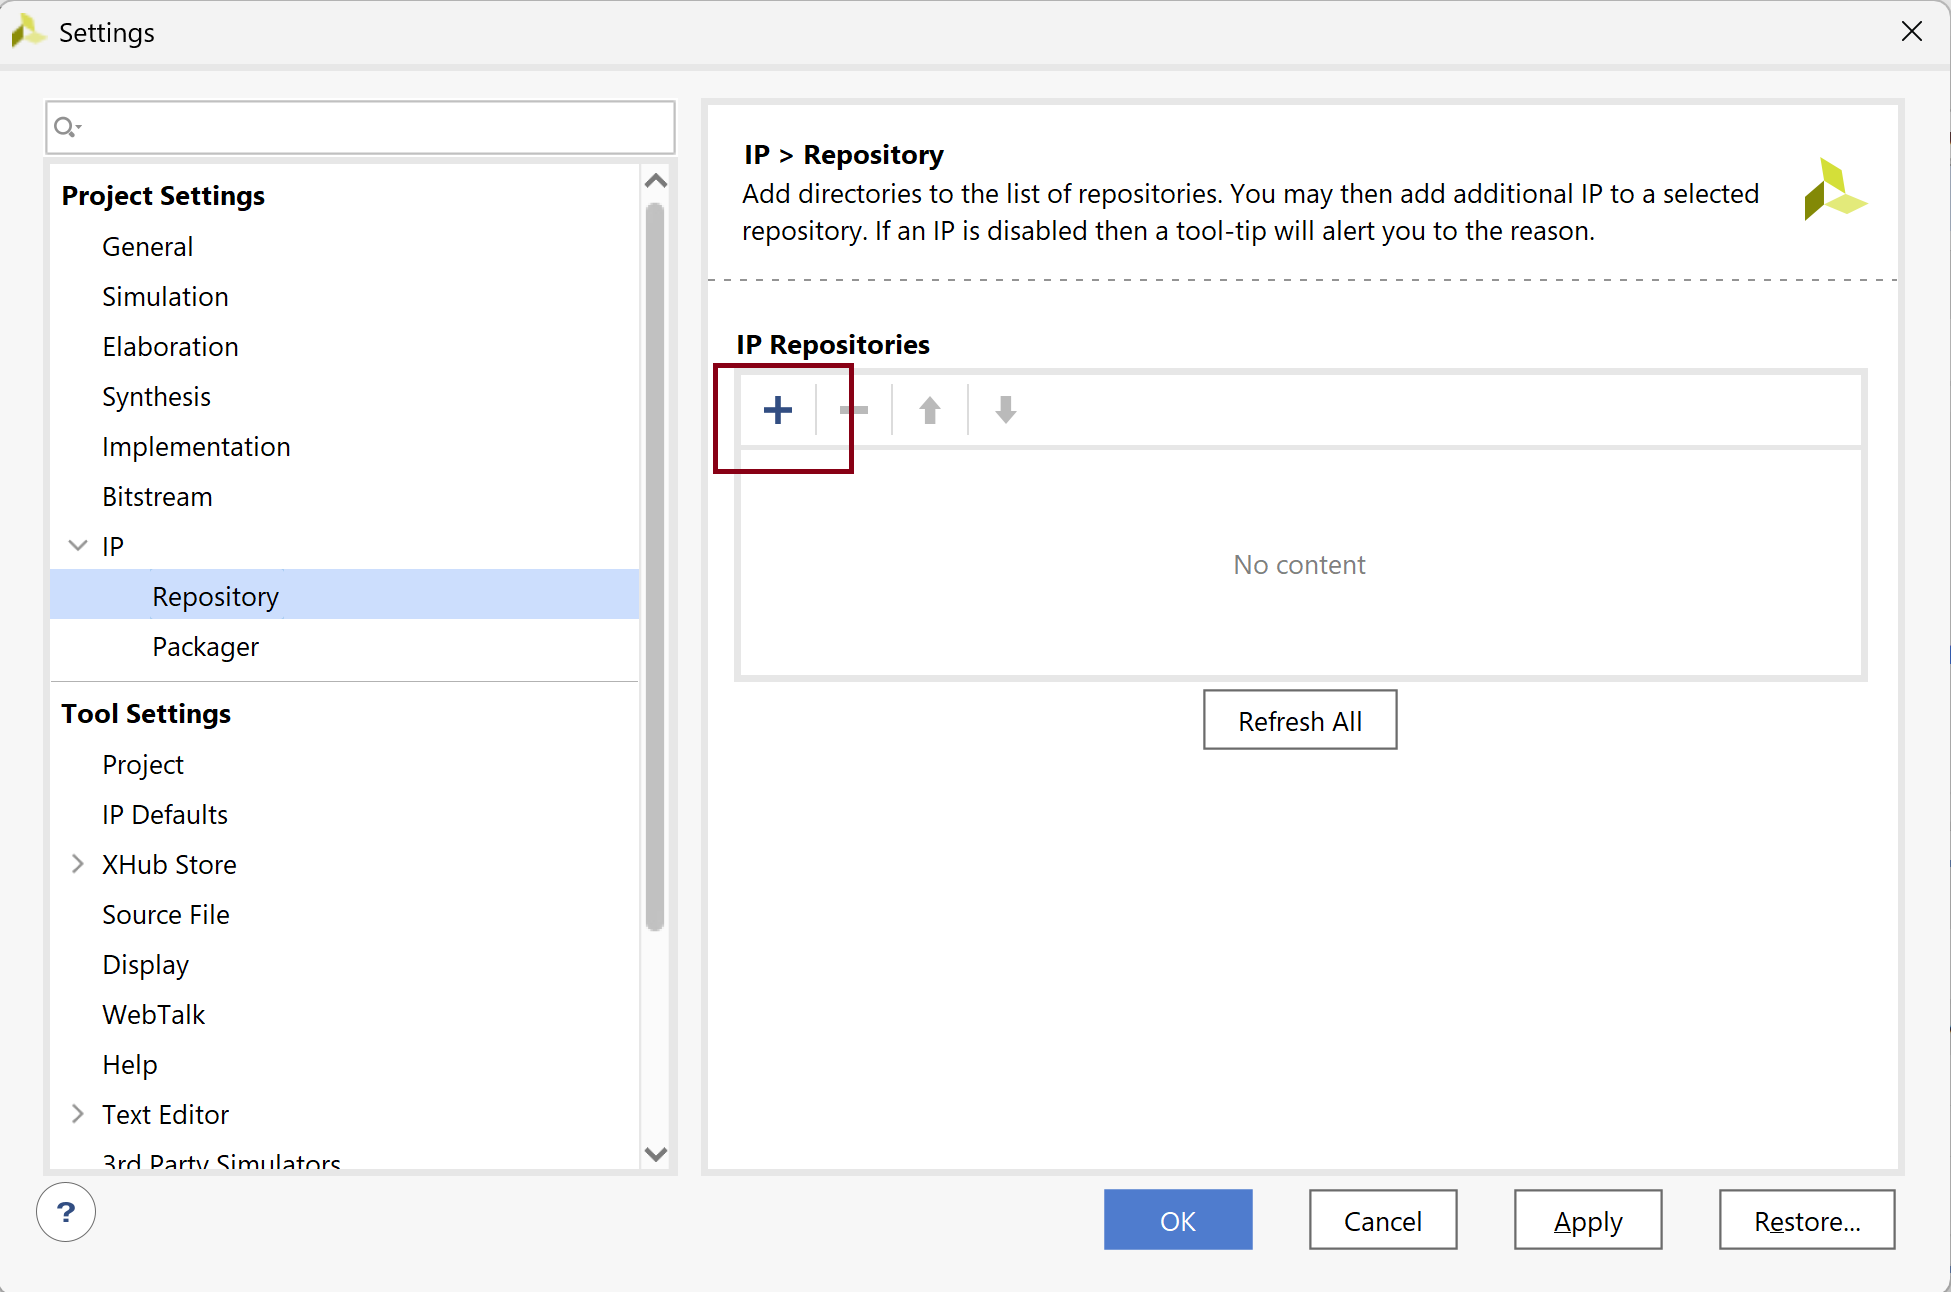 Settings
Project Settings
General
Simulation
Elaboration
Synthesis
Implementation
Bitstream
IP
Repository
Packager
Tool Settings
Project
IP Defaults
XHub Store
Source File
Display
WebTalk
Help
Text Editor
3rd Party Simulators
IP > Repository
Add directories to the list of repositories. You may then add additional IP to a selected
repository. If an IP is disabled then a tool-tip will alert you to the reason.
IP Repositories
No content
Refresh All
?
OK
Cancel
Apply
Restore...